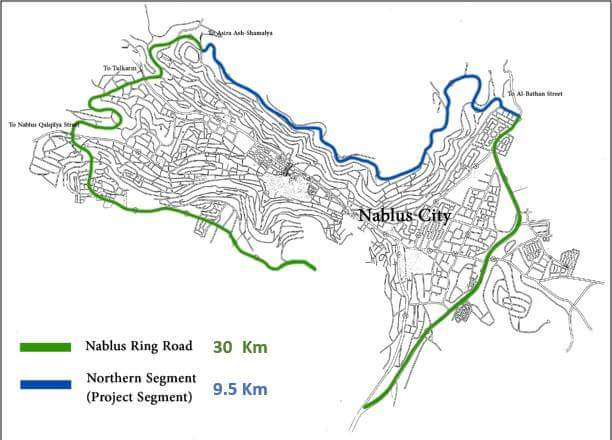 To Asira Ash-Shamalya
To Tulkarm
To Al-Bathan Street
To Nablus Qalqilya Street
Nablus City
Nablus Ring Road 30 Km
Northern Segment
(Project Segment) 9.5 Km